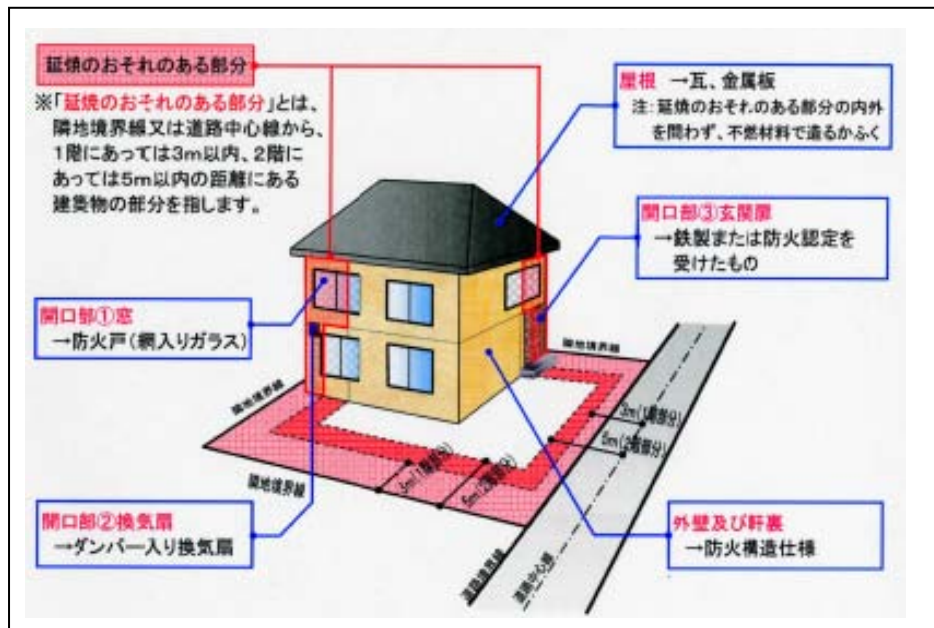 延焼のおそれのある部分
※「延焼のおそれのある部分」とは、
隣地境界線又は道路中心線から、
1階にあっては3m以内、2階に
あっては5m以内の距離にある
建築物の部分を指します。
屋根 →瓦、金属板
注：延焼のおそれのある部分の内外
を問わず、不燃材料で造るかふく
開口部③玄関扉
→鉄製または防火認定を
受けたもの
開口部①窓
→防火戸(網入りガラス)
隣地境界線
隣地境界線
3m(1階部分)
5m(2階部分)
隣地境界線
3m(1階部分)
5m(2階部分)
開口部②換気扇
→ダンパー入り換気扇
外壁及び軒裏
→防火構造仕様
道路境界線
道路中心線